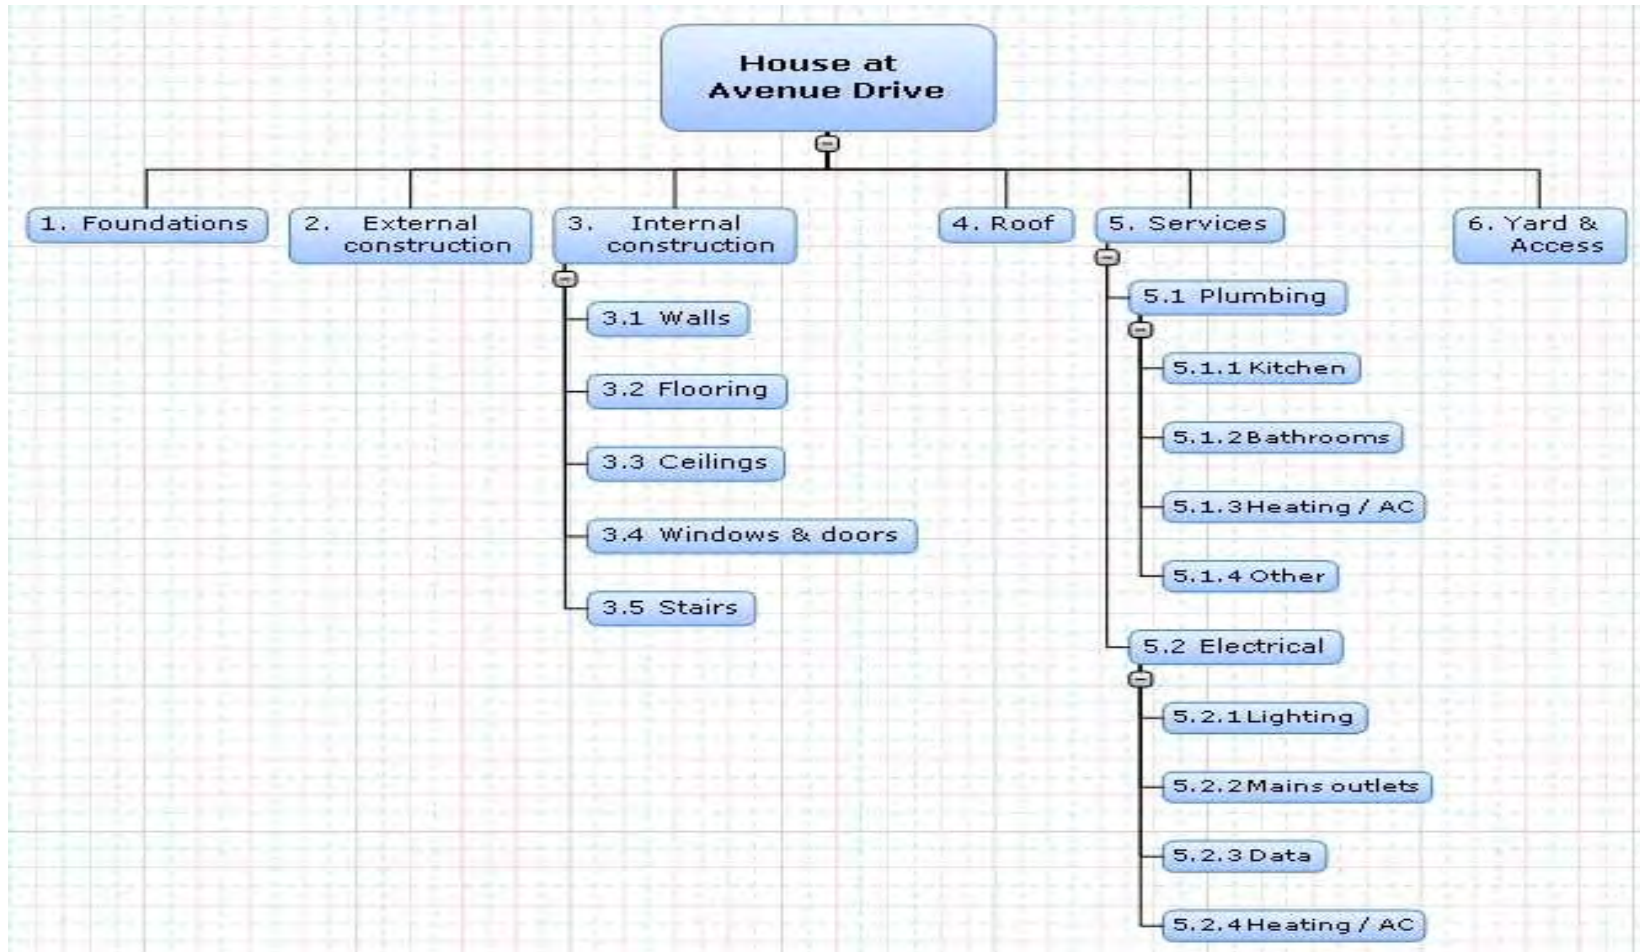 House at
Avenue Drive
1. Foundations
2. External
construction
3. Internal
construction
3.1 Walls
3.2 Flooring
3.3 Ceilings
3.4 Windows & doors
3.5 Stairs
4. Roof
5. Services
5.1 Plumbing
5.1.1 Kitchen
5.1.2 Bathrooms
5.1.3 Heating / AC
5.1.4 Other
5.2 Electrical
5.2.1 Lighting
5.2.2 Mains outlets
5.2.3 Data
5.2.4 Heating / AC
6. Yard &
Access